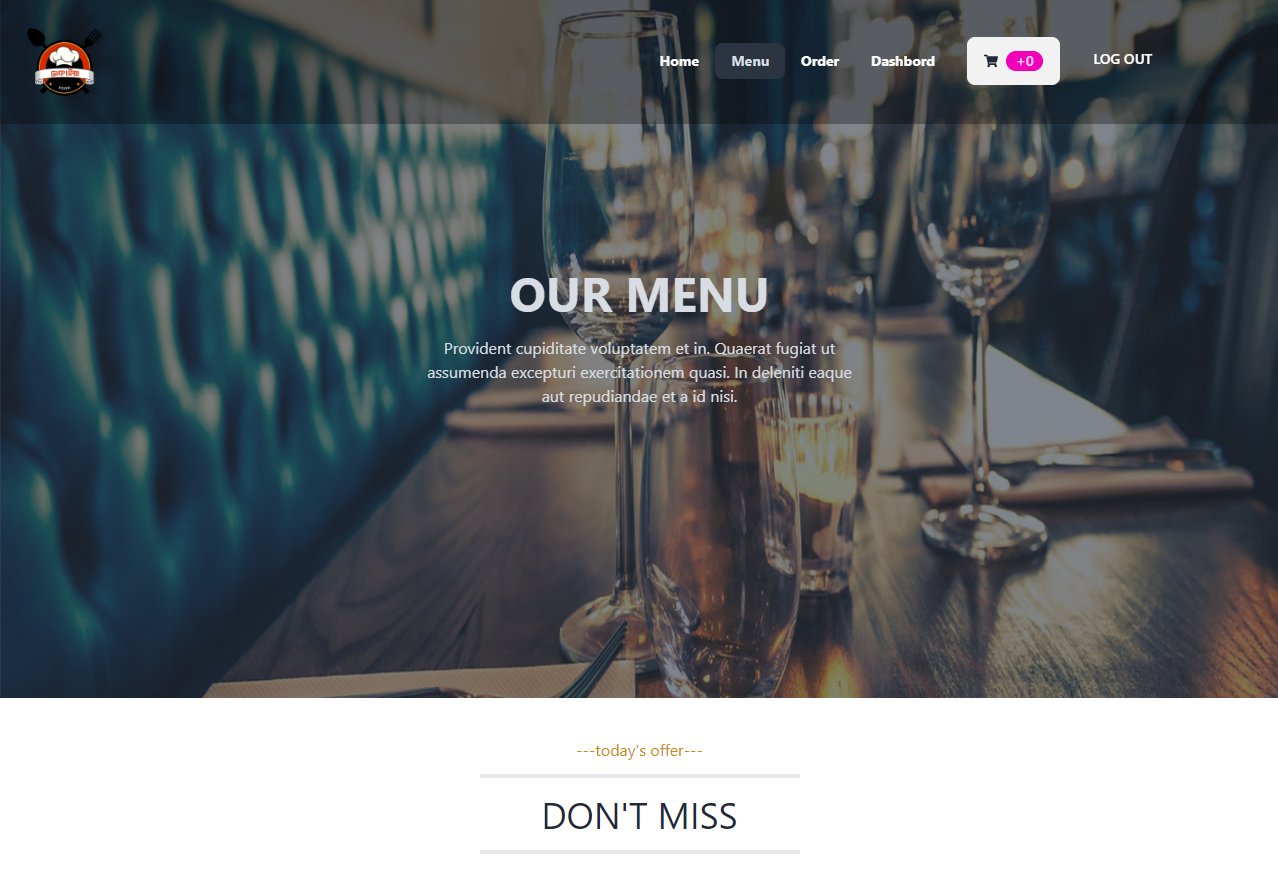 Home
Menu
Order
Dashbord
+0
LOG OUT
OUR MENU
Provident cupiditate voluptatem et in. Quaerat fugiat ut
assumenda excepturi exercitationem quasi. In deleniti eaque
aut repudiandae et a id nisi.
---today's offer---
DON'T MISS